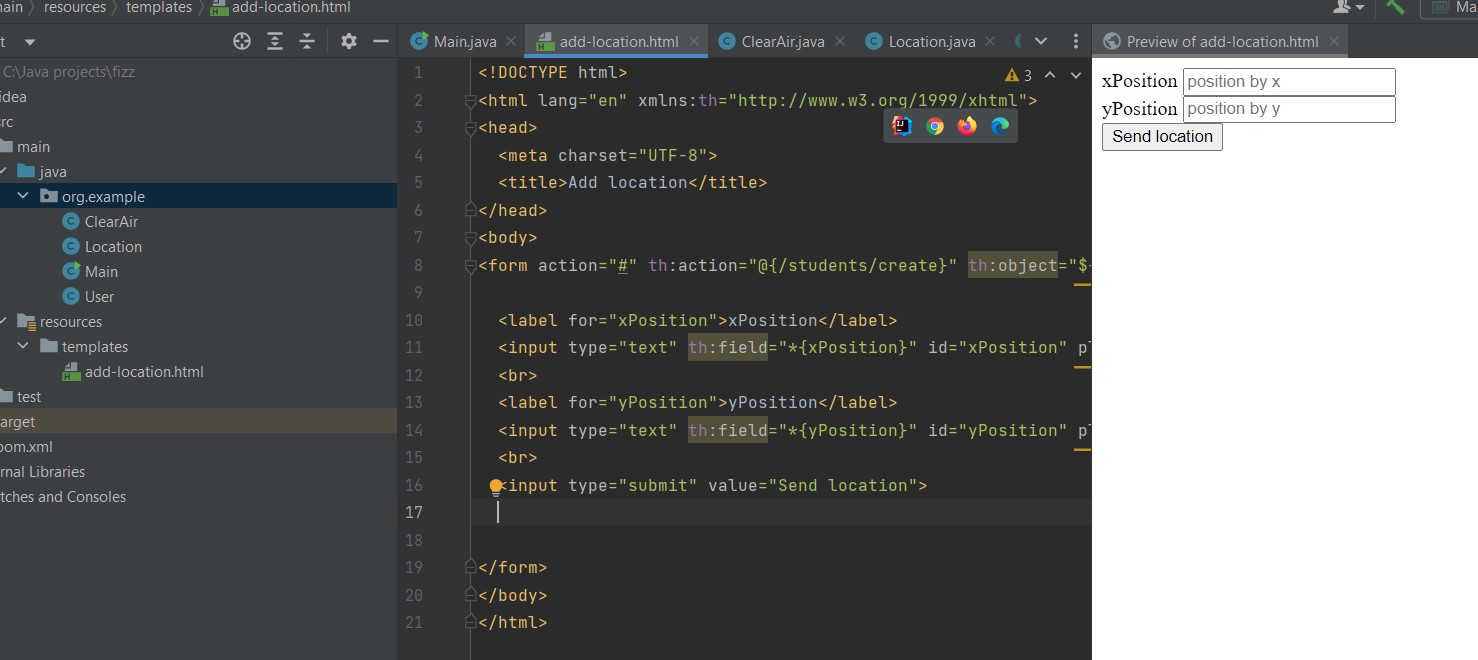 ain › resources › templates › add-location.html
Ma
t
Main.java
add-location.html
ClearAir.java
Location.java
Preview of add-location.html
C:\Java projects\fizz
idea
rc
main
java
org.example
ClearAir
Location
Main
User
resources
templates
add-location.html
test
arget
pom.xml
rnal Libraries
tches and Consoles
3
1 <!DOCTYPE html>
2 <html lang="en" xmlns:th="http://www.w3.org/1999/xhtml">
3 <head>
4 <meta charset="UTF-8">
5 <title>Add location</title>
6 </head>
7 <body>
8 <form action="#" th:action="@{/students/create}" th:object="$
9
10 <label for="xPosition">xPosition</label>
11 <input type="text" th:field="*{xPosition}" id="xPosition" pl
12 <br>
13 <label for="yPosition">yPosition</label>
14 <input type="text" th:field="*{yPosition}" id="yPosition" pl
15 <br>
16 <input type="submit" value="Send location">
17
18
19 </form>
20 </body>
21 </html>
xPosition position by x
yPosition position by y
Send location